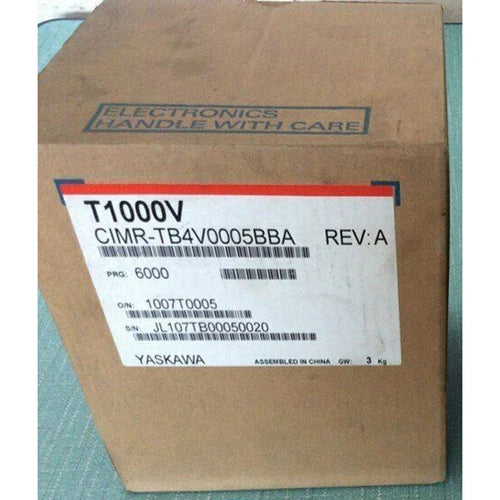 ELECTRONICS
HANDLE WITH CARE
T1000V
CIMR-TB4V0005BBA REV: A
PRG: 6000
O/N: 1007T0005
S/N: JL107TB00050020
YASKAWA ASSEMBLED IN CHINA GW: 3 Kg